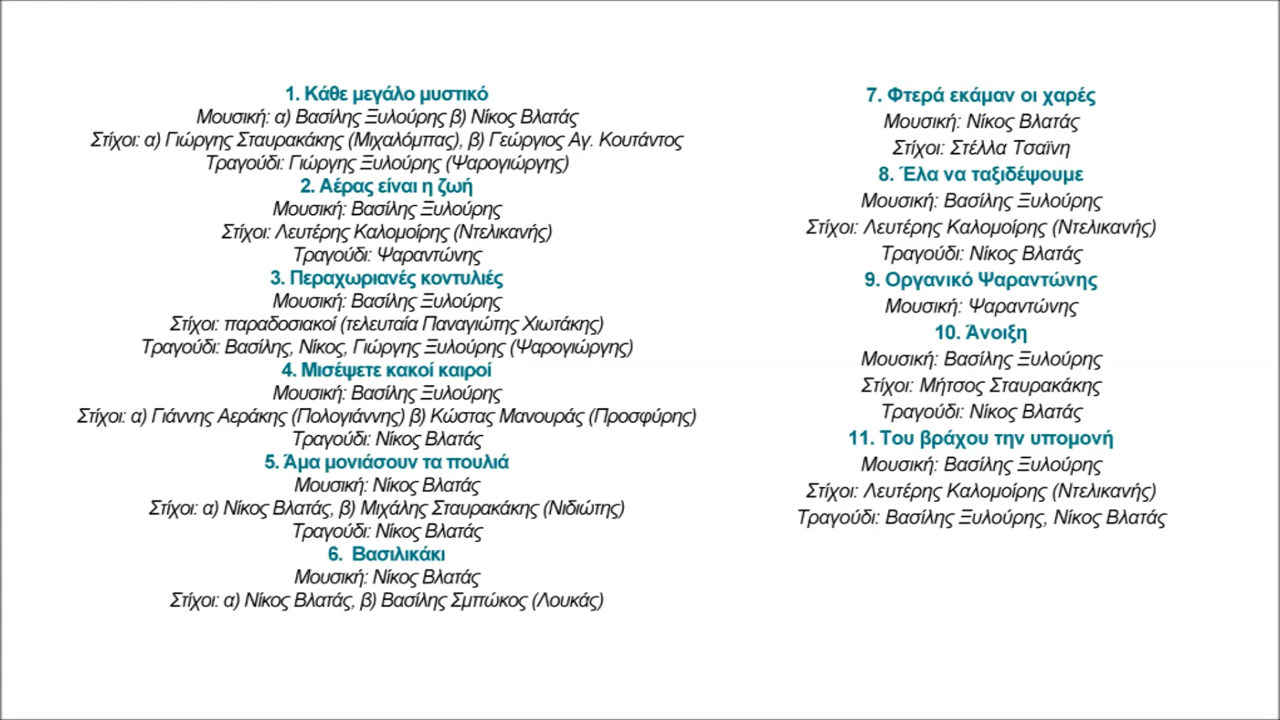 1. Κάθε μεγάλο μυστικό
Μουσική: α) Βασίλης Ξυλούρης β) Νίκος Βλατάς
Στίχοι: α) Γιώργης Σταυρακάκης (Μιχαλόμπας), β) Γεώργιος Αγ. Κουτάντος
Τραγούδι: Γιώργης Ξυλούρης (Ψαρογιώργης)
2. Αέρας είναι η ζωή
Μουσική: Βασίλης Ξυλούρης
Στίχοι: Λευτέρης Καλομοίρης (Ντελικανής)
Τραγούδι: Ψαραντώνης
3. Περαχωριανές κοντυλιές
Μουσική: Βασίλης Ξυλούρης
Στίχοι: παραδοσιακοί (τελευταία Παναγιώτης Χιωτάκης)
Τραγούδι: Βασίλης, Νίκος, Γιώργης Ξυλούρης (Ψαρογιώργης)
4. Μισέψετε κακοί καιροί
Μουσική: Βασίλης Ξυλούρης
Στίχοι: α) Γιάννης Αεράκης (Πολογιάννης) β) Κώστας Μανουράς (Προσφύρης)
Τραγούδι: Νίκος Βλατάς
5. Άμα μονιάσουν τα πουλιά
Μουσική: Νίκος Βλατάς
Στίχοι: α) Νίκος Βλατάς, β) Μιχάλης Σταυρακάκης (Νιδιώτης)
Τραγούδι: Νίκος Βλατάς
6. Βασιλικάκι
Μουσική: Νίκος Βλατάς
Στίχοι: α) Νίκος Βλατάς, β) Βασίλης Σμπώκος (Λουκάς)
7. Φτερά εκάμαν οι χαρές
Μουσική: Νίκος Βλατάς
Στίχοι: Στέλλα Τσαϊνη
8. Έλα να ταξιδέψουμε
Μουσική: Βασίλης Ξυλούρης
Στίχοι: Λευτέρης Καλομοίρης (Ντελικανής)
Τραγούδι: Νίκος Βλατάς
9. Οργανικό Ψαραντώνης
Μουσική: Ψαραντώνης
10. Άνοιξη
Μουσική: Βασίλης Ξυλούρης
Στίχοι: Μήτσος Σταυρακάκης
Τραγούδι: Νίκος Βλατάς
11. Του βράχου την υπομονή
Μουσική: Βασίλης Ξυλούρης
Στίχοι: Λευτέρης Καλομοίρης (Ντελικανής)
Τραγούδι: Βασίλης Ξυλούρης, Νίκος Βλατάς